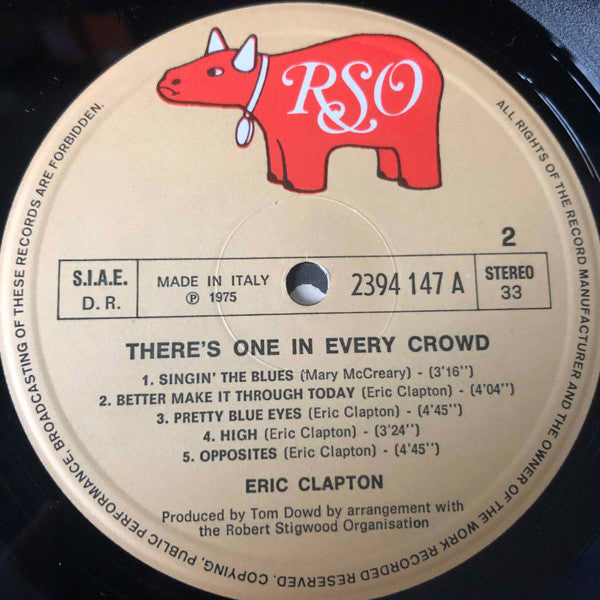 RSO
2
S.I.A.E.
D.R.
MADE IN ITALY
℗ 1975
2394 147 A
STEREO
33
THERE'S ONE IN EVERY CROWD
1. SINGIN' THE BLUES (Mary McCreary) - (3'16'')
2. BETTER MAKE IT THROUGH TODAY (Eric Clapton) - (4'04'')
3. PRETTY BLUE EYES (Eric Clapton) - (4'45'')
4. HIGH (Eric Clapton) - (3'24'')
5. OPPOSITES (Eric Clapton) - (4'45'')
ERIC CLAPTON
Produced by Tom Dowd by arrangement with
the Robert Stigwood Organisation
ALL RIGHTS OF THE RECORD MANUFACTURER AND THE OWNER OF THE WORK RECORDED RESERVED. COPYING, PUBLIC PERFORMANCE, BROADCASTING OF THESE RECORDS ARE FORBIDDEN.